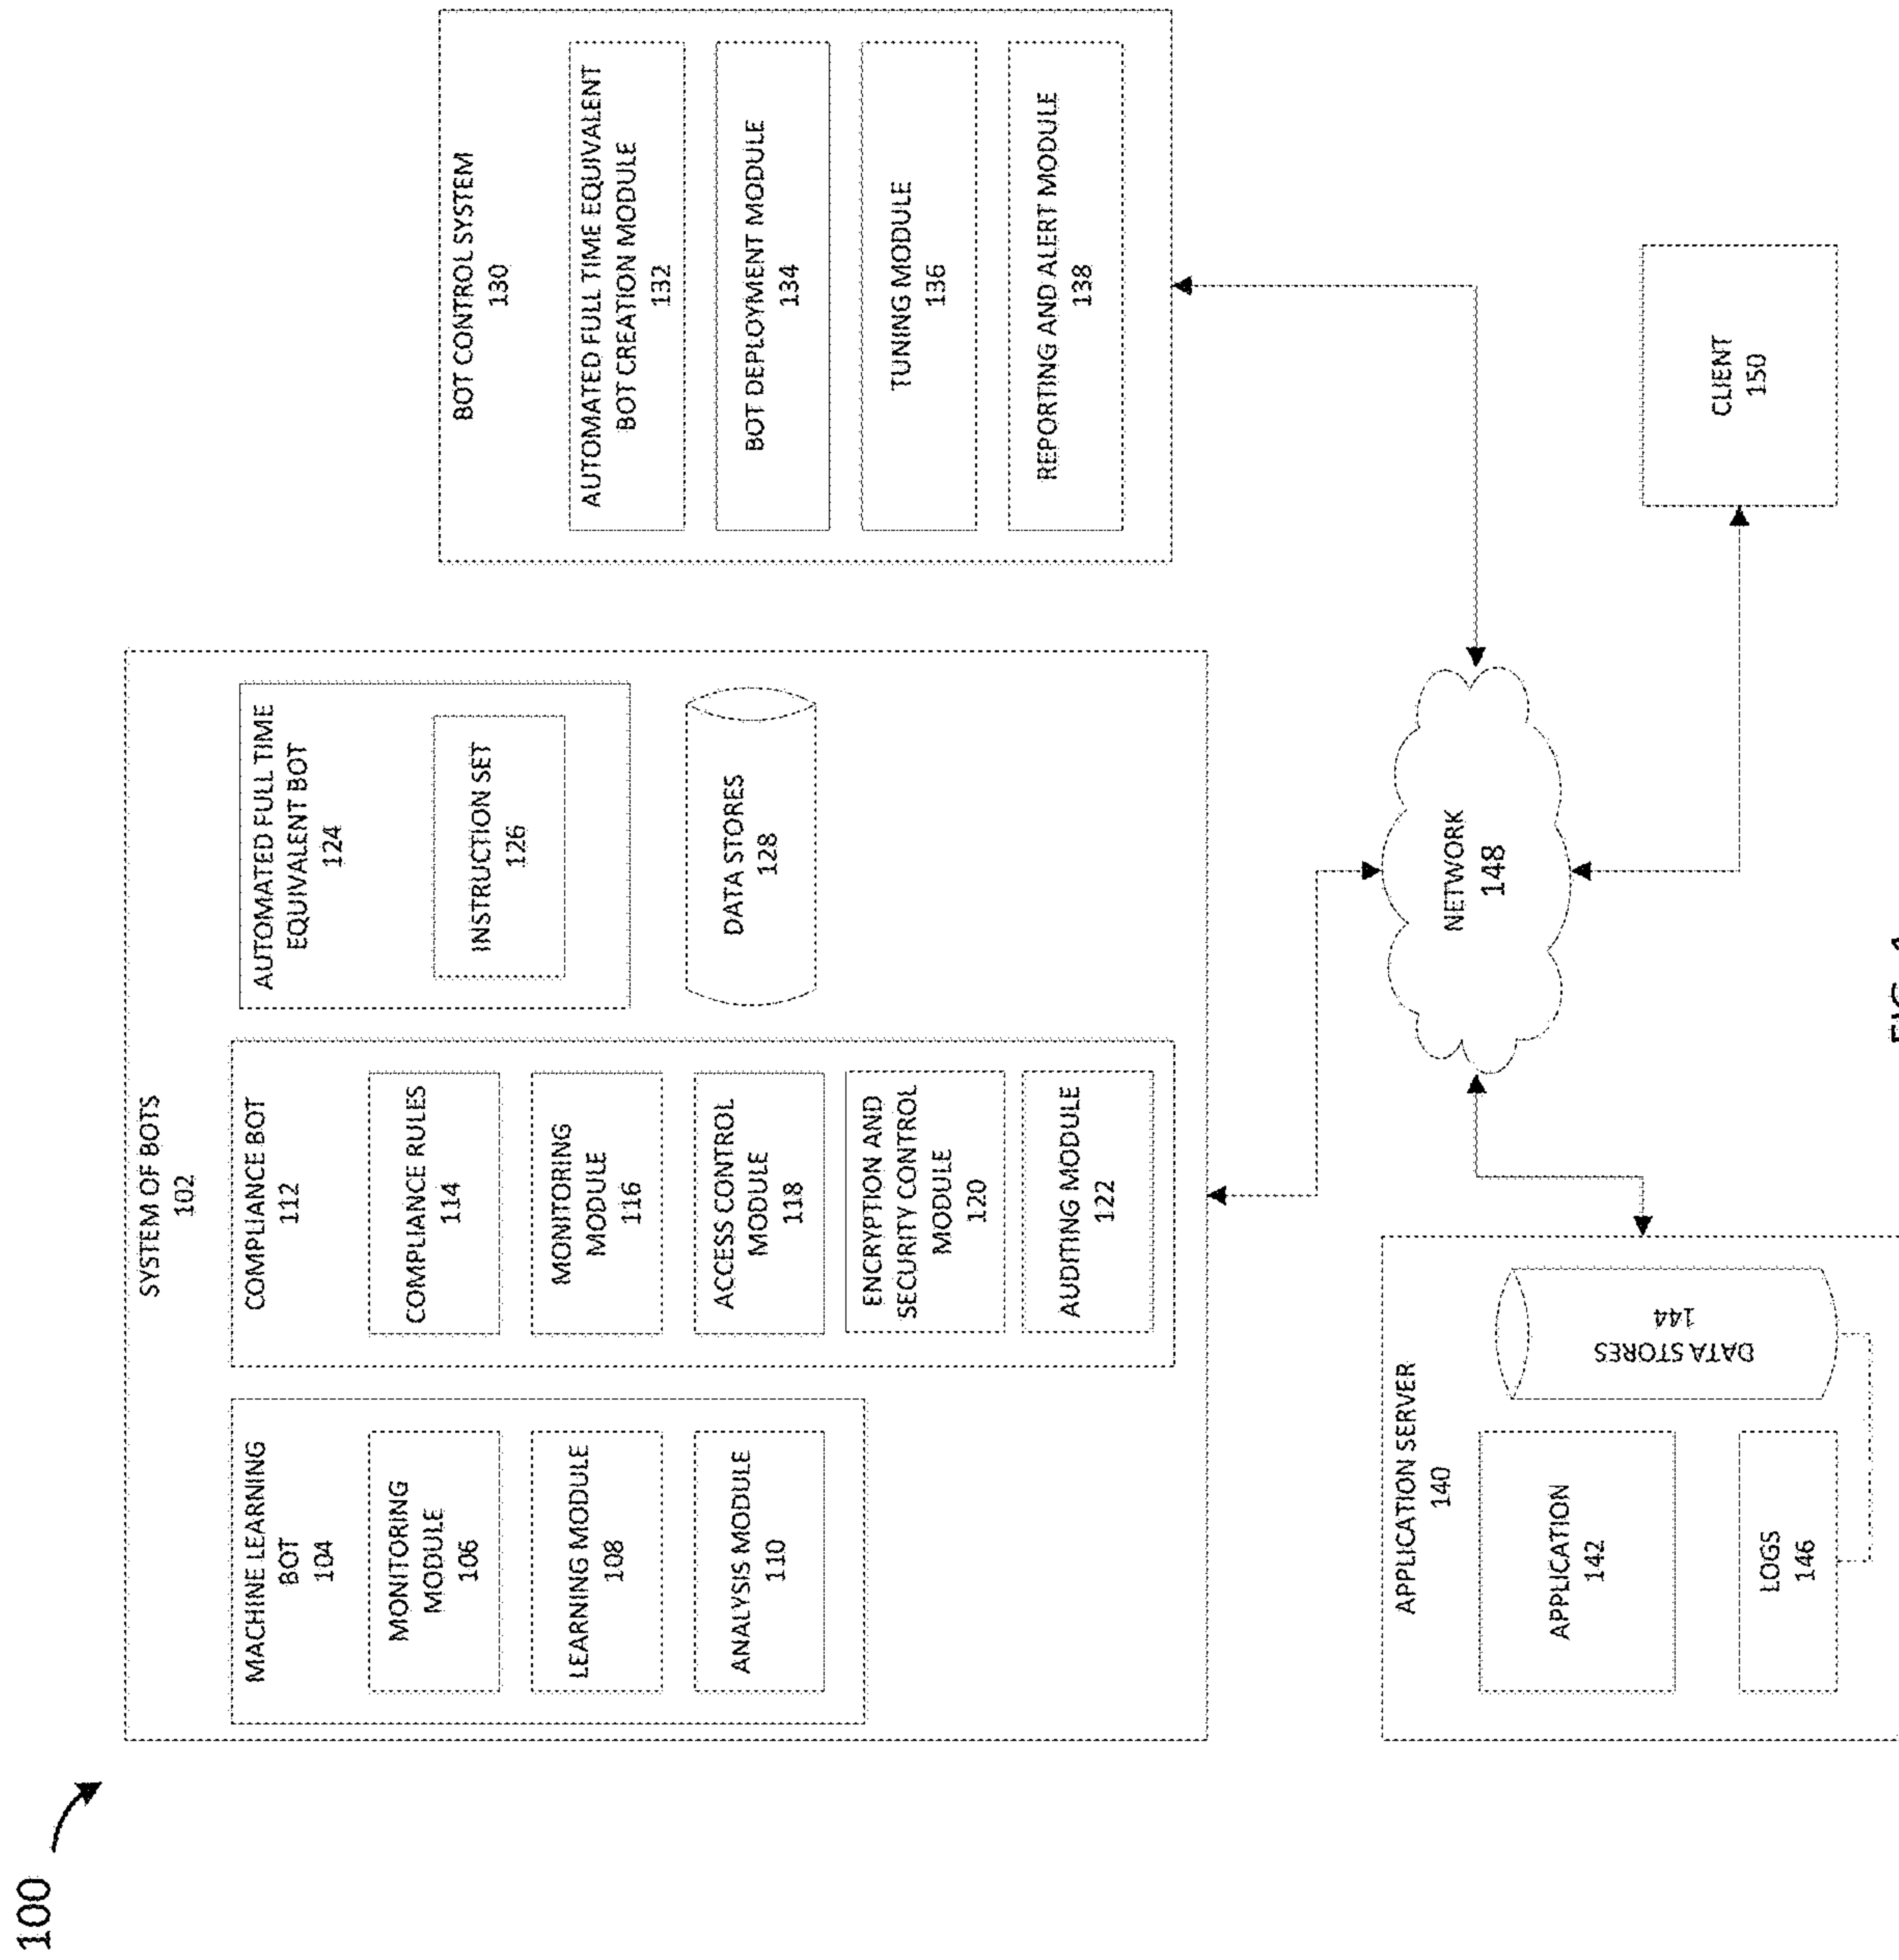 100
SYSTEM OF BOTS
102
MACHINE LEARNING
BOT
104
MONITORING
MODULE
106
LEARNING MODULE
108
ANALYSIS MODULE
110
COMPLIANCE BOT
112
COMPLIANCE RULES
114
MONITORING
MODULE
116
ACCESS CONTROL
MODULE
118
ENCRYPTION AND
SECURITY CONTROL
MODULE
120
AUDITING MODULE
122
AUTOMATED FULL TIME
EQUIVALENT BOT
124
INSTRUCTION SET
126
DATA STORES
128
BOT CONTROL SYSTEM
130
AUTOMATED FULL TIME EQUIVALENT
BOT CREATION MODULE
132
BOT DEPLOYMENT MODULE
134
TUNING MODULE
136
REPORTING AND ALERT MODULE
138
APPLICATION SERVER
140
APPLICATION
142
LOGS
146
DATA STORES
144
NETWORK
148
CLIENT
150